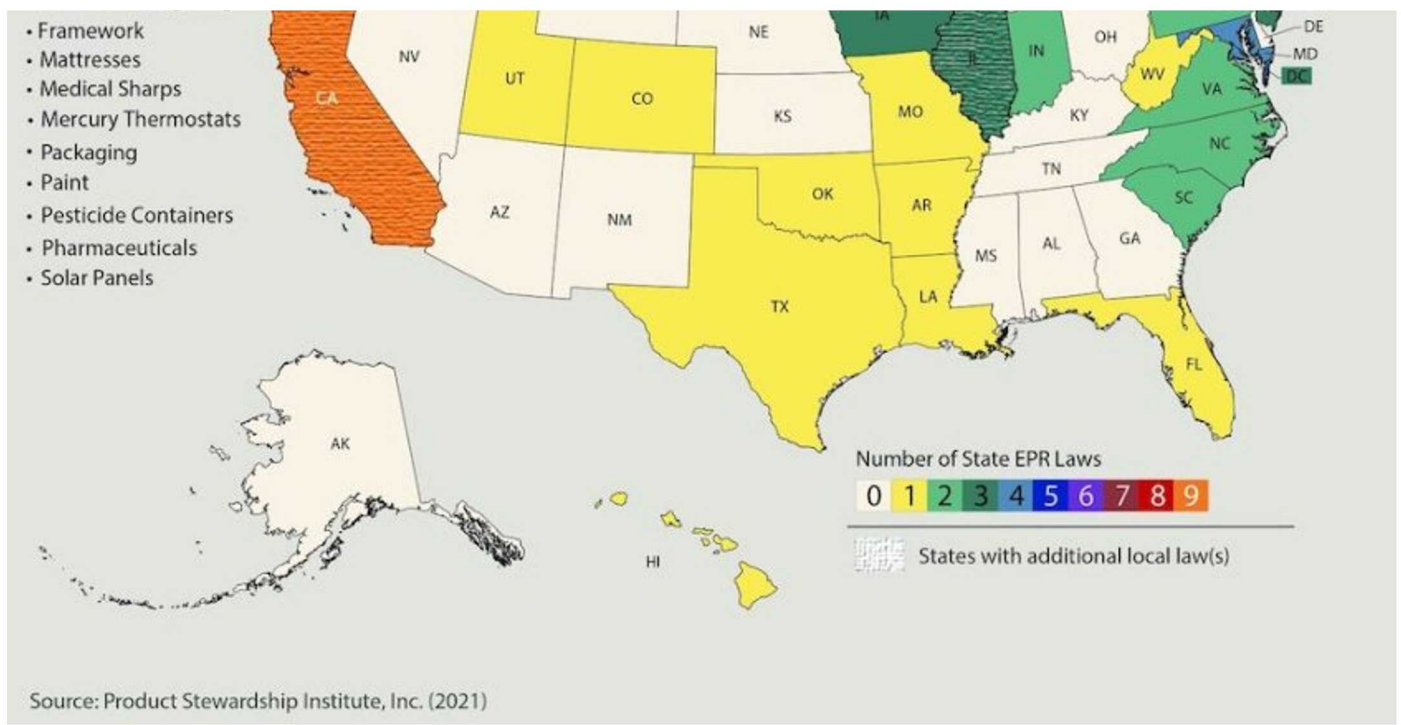 • Framework
• Mattresses
• Medical Sharps
• Mercury Thermostats
• Packaging
• Paint
• Pesticide Containers
• Pharmaceuticals
• Solar Panels
IA
NE
OH
DE
NV
IN
MD
UT
IL
WV
DC
CO
VA
CA
KS
MO
KY
NC
TN
OK
AR
SC
AZ
NM
GA
AL
MS
LA
TX
FL
AK
HI
Number of State EPR Laws
0 1 2 3 4 5 6 7 8 9
States with additional local law(s)
Source: Product Stewardship Institute, Inc. (2021)